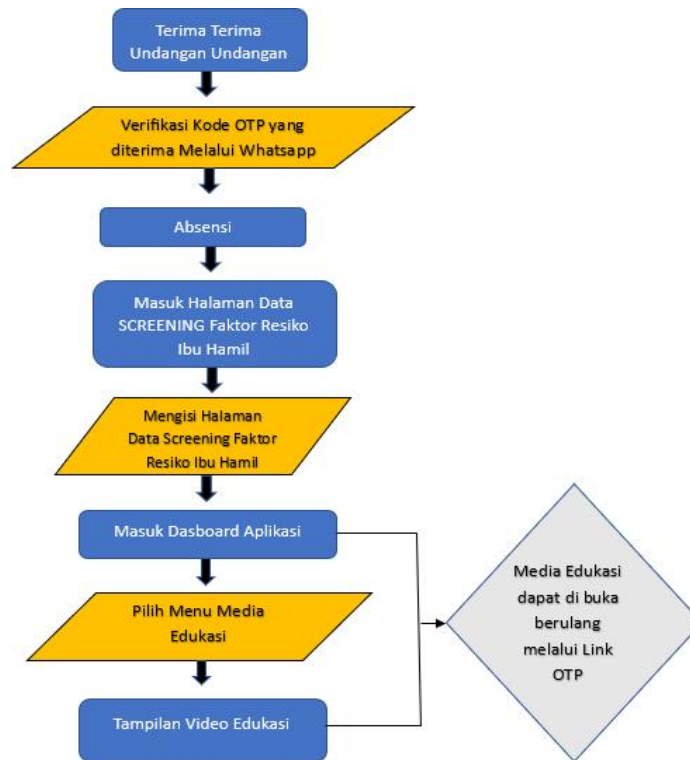 Terima Terima
Undangan Undangan
Verifikasi Kode OTP yang
diterima Melalui Whatsapp
Absensi
Masuk Halaman Data
SCREENING Faktor Resiko
Ibu Hamil
Mengisi Halaman
Data Screening Faktor
Resiko Ibu Hamil
Masuk Dasboard Aplikasi
Pilih Menu Media
Edukasi
Tampilan Video Edukasi
Media Edukasi
dapat di buka
berulang
melalui Link
OTP